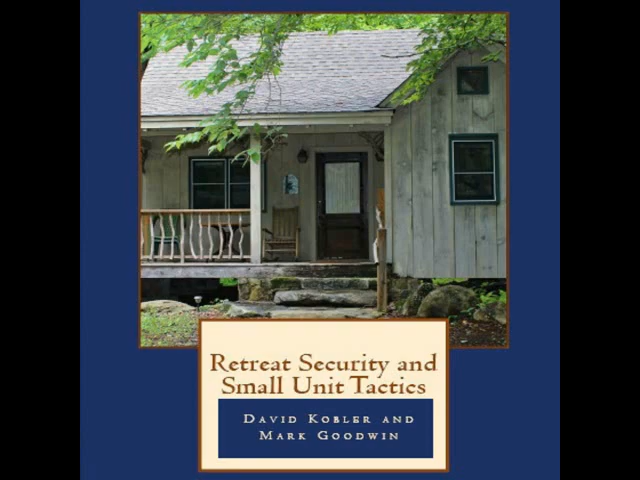 Retreat Security and
Small Unit Tactics
David Kobler and
Mark Goodwin